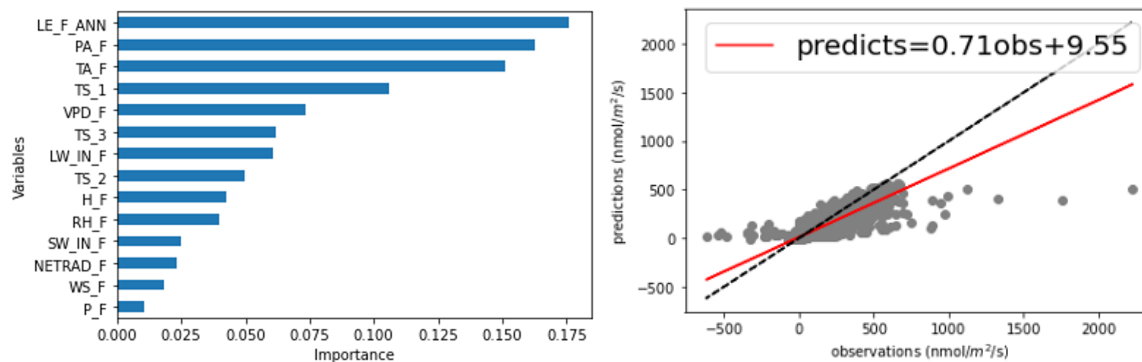 LE_F_ANN
PA_F
TA_F
TS_1
VPD_F
TS_3
LW_IN_F
TS_2
H_F
RH_F
SW_IN_F
NETRAD_F
WS_F
P_F
Variables
0.000 0.025 0.050 0.075 0.100 0.125 0.150 0.175
Importance
predicts=0.71obs+9.55
2000
1500
1000
500
0
−500
predictions (nmol/m²/s)
−500 0 500 1000 1500 2000
observations (nmol/m²/s)